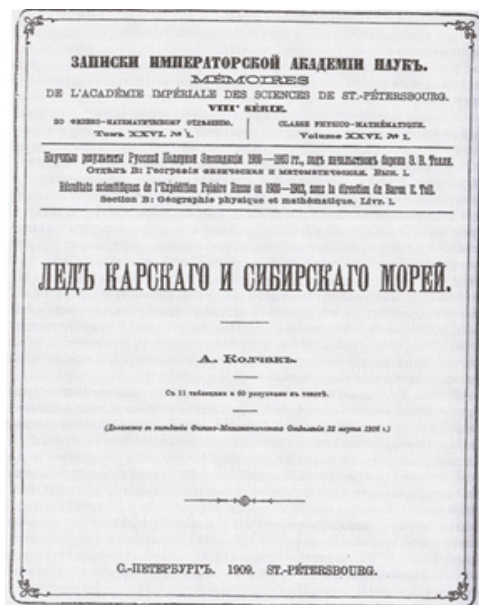 ЗАПИСКИ ИМПЕРАТОРСКОЙ АКАДЕМІИ НАУКЪ.
MÉMOIRES
DE L'ACADÉMIE IMPÉRIALE DES SCIENCES DE ST.-PÉTERSBOURG.
VIIIᵉ SÉRIE.
ПО ФИЗИКО-МАТЕМАТИЧЕСКОМУ ОТДѢЛЕНІЮ.
Томъ XXVI. № 1.
CLASSE PHYSICO-MATHÉMATIQUE.
Volume XXVI. № 1.
Научные результаты Русской Полярной Экспедиціи 1900—1903 гг., подъ начальствомъ барона Э. В. Толля.
Отдѣлъ В: Географія физическая и математическая. Вып. 1.
Résultats scientifiques de l'Expédition Polaire Russe en 1900—1903, sous la direction du Baron E. Toll.
Section B: Géographie physique et mathématique. Livr. 1.
ЛЕДЪ КАРСКАГО И СИБИРСКАГО МОРЕЙ.
А. Колчакъ.
Съ 11 таблицами и рисунками въ текстѣ.
(Доложено въ засѣданіи Физико-Математическаго Отдѣленія 22 марта г.)
С.-ПЕТЕРБУРГЪ. 1909. ST.-PÉTERSBOURG.